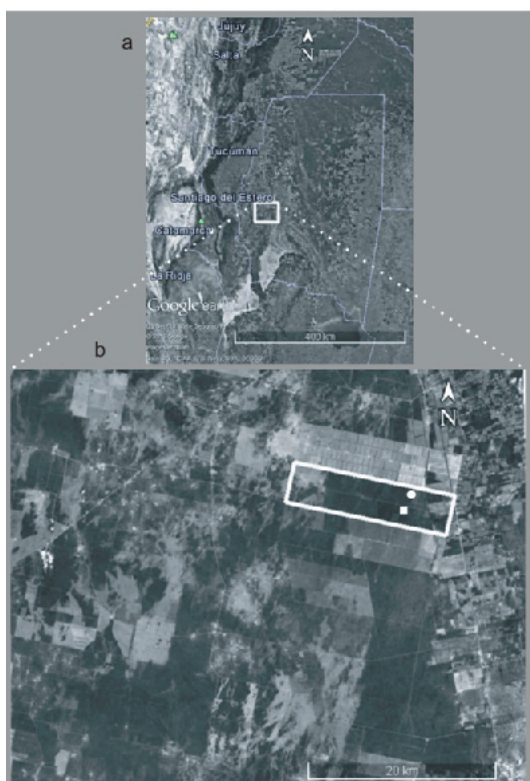 a
Jujuy
N
Salta
Tucumán
Santiago del Estero
Catamarca
La Rioja
Google
400 km
b
N
20 km